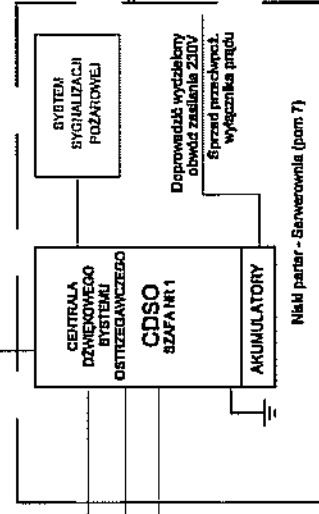 SYSTEM
SYGNALIZACJI
POŻAROWEJ
Doprowadzić wydzielony
obwód zasilania 230V
Sprzed przeciwpoż.
wyłącznika prądu
CENTRALA
DŹWIĘKOWEGO
SYSTEMU
OSTRZEGAWCZEGO
CDSO
SZAFA NR 1
AKUMULATORY
Niski parter - Serwerownia (pom 7)